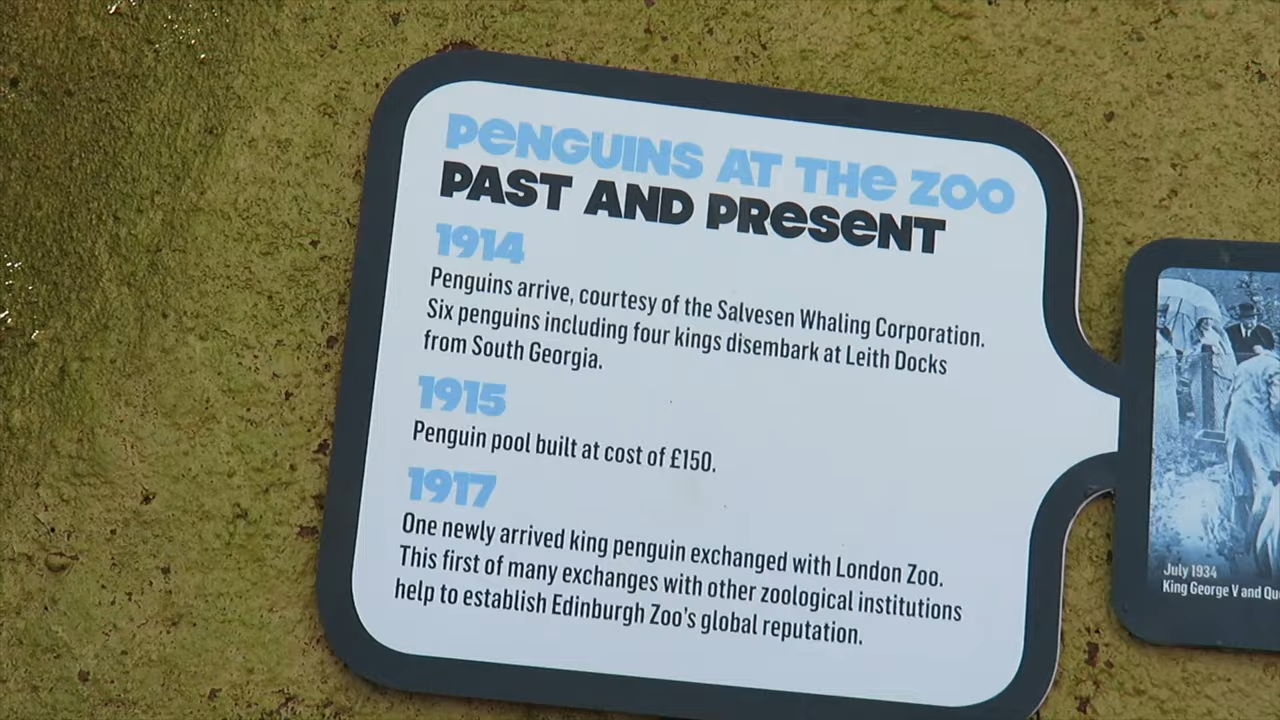 PENGUINS AT THE ZOO
PAST AND PRESENT
1914
Penguins arrive, courtesy of the Salvesen Whaling Corporation.
Six penguins including four kings disembark at Leith Docks
from South Georgia.
1915
Penguin pool built at cost of £150.
1917
One newly arrived king penguin exchanged with London Zoo.
This first of many exchanges with other zoological institutions
help to establish Edinburgh Zoo's global reputation.
July 1934
King George V and